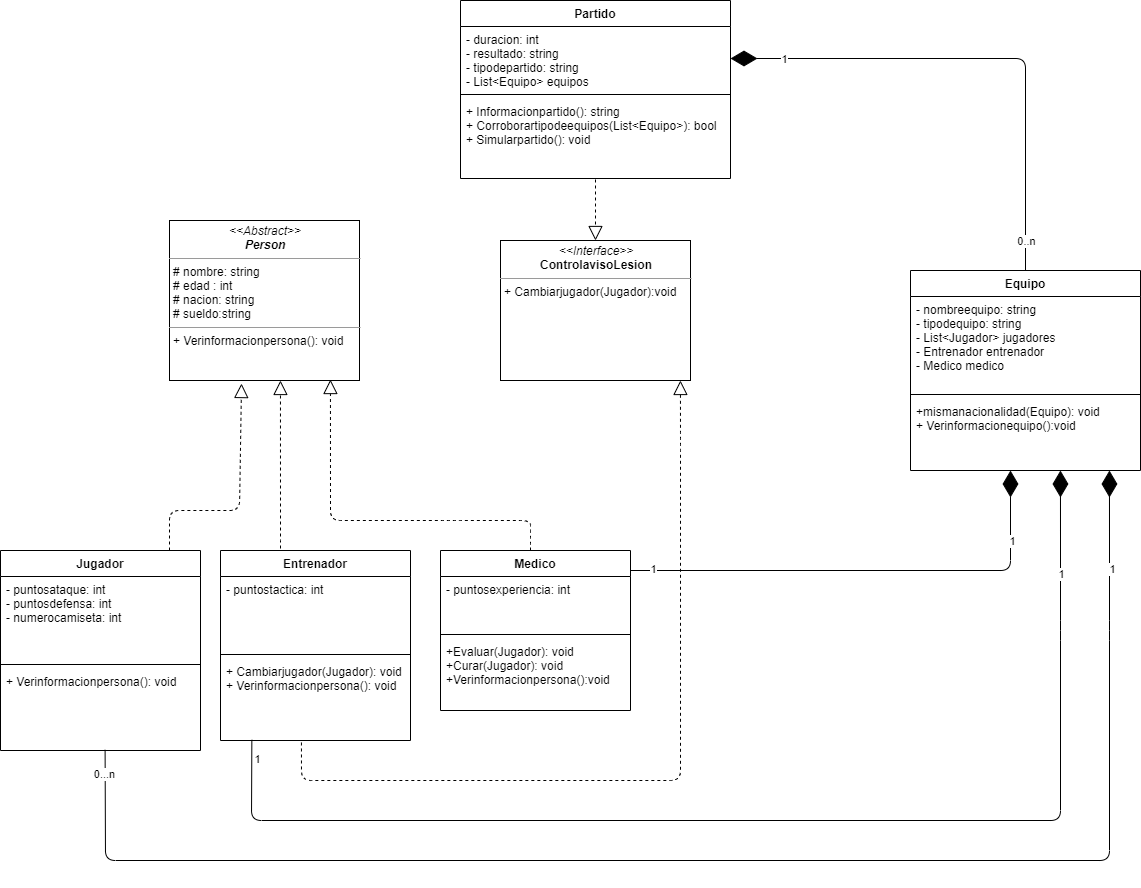 Partido
- duracion: int
- resultado: string
- tipodepartido: string
- List<Equipo> equipos
+ Informacionpartido(): string
+ Corroborartipodeequipos(List<Equipo>): bool
+ Simularpartido(): void
1
0..n
<<Abstract>>
Person
# nombre: string
# edad : int
# nacion: string
# sueldo:string
+ Verinformacionpersona(): void
<<Interface>>
ControlavisoLesion
+ Cambiarjugador(Jugador):void
Equipo
- nombreequipo: string
- tipodequipo: string
- List<Jugador> jugadores
- Entrenador entrenador
- Medico medico
+mismanacionalidad(Equipo): void
+ Verinformacionequipo():void
Jugador
- puntosataque: int
- puntosdefensa: int
- numerocamiseta: int
+ Verinformacionpersona(): void
Entrenador
- puntostactica: int
+ Cambiarjugador(Jugador): void
+ Verinformacionpersona(): void
Medico
- puntosexperiencia: int
+Evaluar(Jugador): void
+Curar(Jugador): void
+Verinformacionpersona():void
1
1
1
1
1
0...n